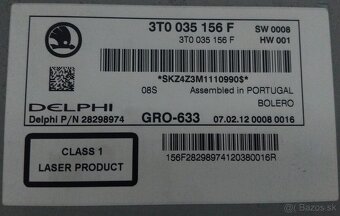 3T0 035 156 F SW 0006
3T0 035 156 F HW 001
*SKZ4Z3M1110990$*
08S Assembled in PORTUGAL
DELPHI BOLERO
Delphi P/N 28298974 GRO-633 07.02.12 0008 0016
CLASS 1
LASER PRODUCT
156F28298974120380016R
Bazos.sk